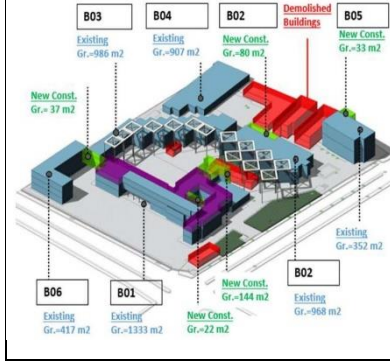 B03
B04
B02
Demolished
Buildings
B05
Existing
Gr.=986 m2
Existing
Gr.=907 m2
New Const.
Gr.=80 m2
New Const.
Gr.=33 m2
New Const.
Gr.= 37 m2
Existing
Gr.=352 m2
B06
B01
New Const.
Gr.=144 m2
B02
Existing
Gr.=417 m2
Existing
Gr.=1333 m2
New Const.
Gr.=22 m2
Existing
Gr.=968 m2